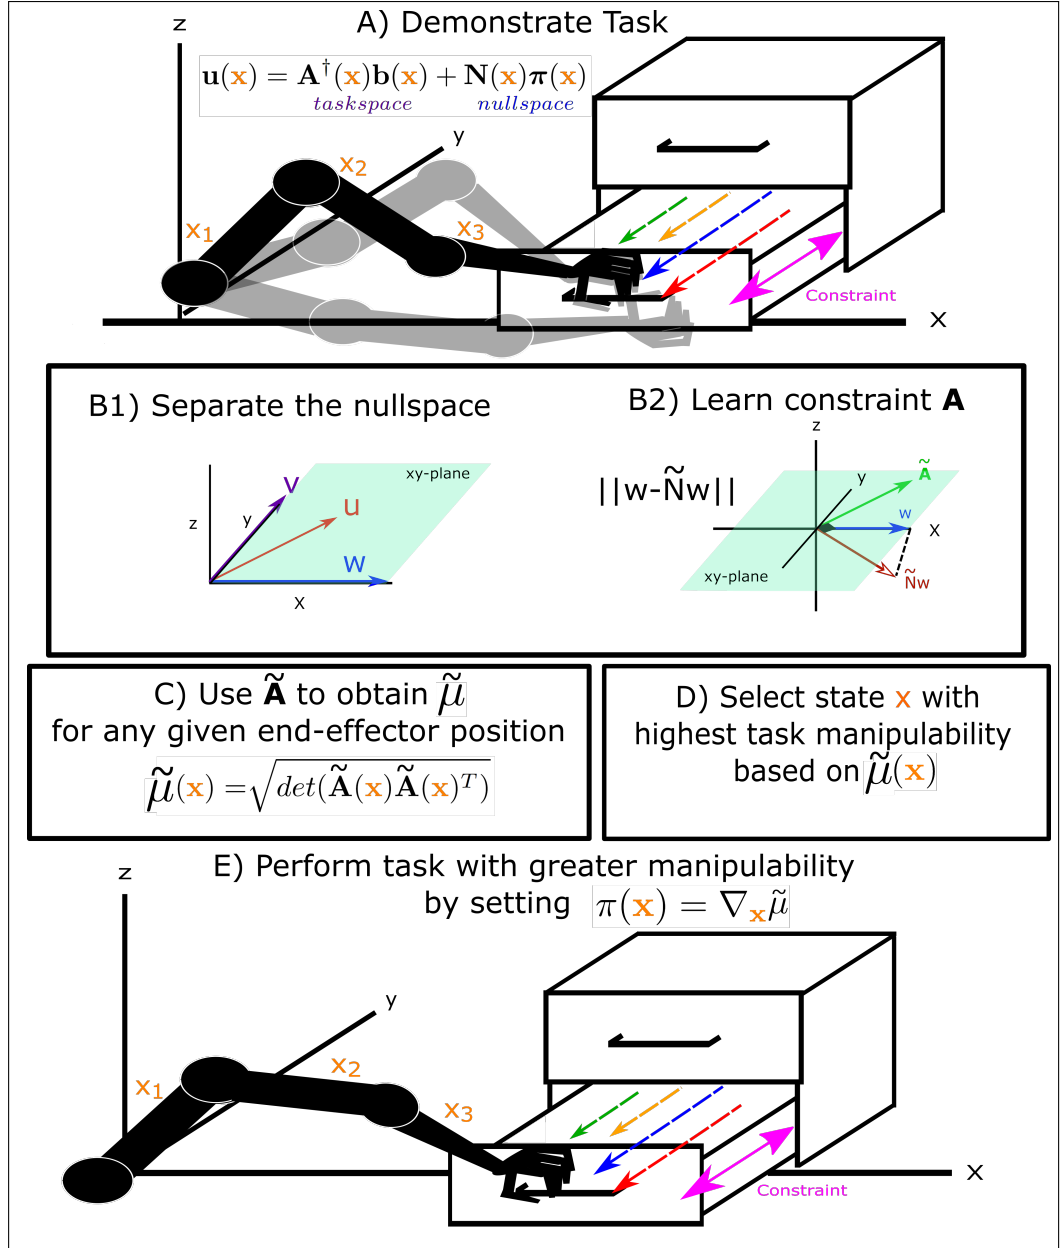 A) Demonstrate Task
z
u(x) = A†(x)b(x) + N(x)π(x)
taskspace nullspace
y
x₂
x₁
x₃
Constraint
X
B1) Separate the nullspace
B2) Learn constraint A
z
xy-plane
||w-Ñw||
y
Ã
v
u
z
y
w
X
w
X
xy-plane
Ñw
C) Use Ã to obtain μ̃
for any given end-effector position
μ̃(x) = √det(Ã(x)Ã(x)ᵀ)
D) Select state x with
highest task manipulability
based on μ̃(x)
E) Perform task with greater manipulability
z
by setting π(x) = ∇ₓμ̃
y
x₂
x₁
x₃
X
Constraint